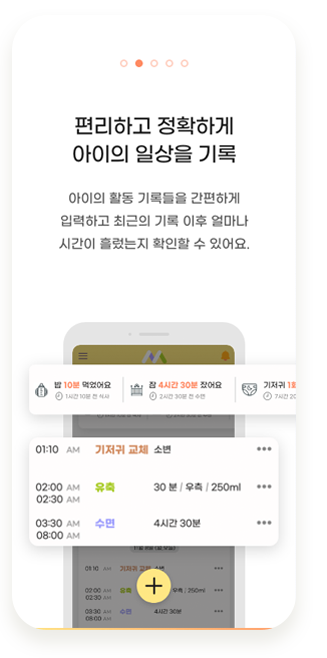 편리하고 정확하게
아이의 일상을 기록
아이의 활동 기록들을 간편하게
입력하고 최근의 기록 이후 얼마나
시간이 흘렀는지 확인할 수 있어요.
밥 10분 먹었어요
1시간 10분 전 식사
잠 4시간 30분 잤어요
2시간 30분 전 수면
기저귀 1회
7시간 20
01:10 AM 기저귀 교체 소변
02:00 AM 유축 30 분 / 우측 / 250ml
02:30 AM
03:30 AM 수면 4시간 30분
08:00 AM
01:10 AM 기저귀 교체 소변
02:00 AM 유축 우측 / 250ml
02:30 AM
03:30 AM 수면 4시간 30분
08:00 AM